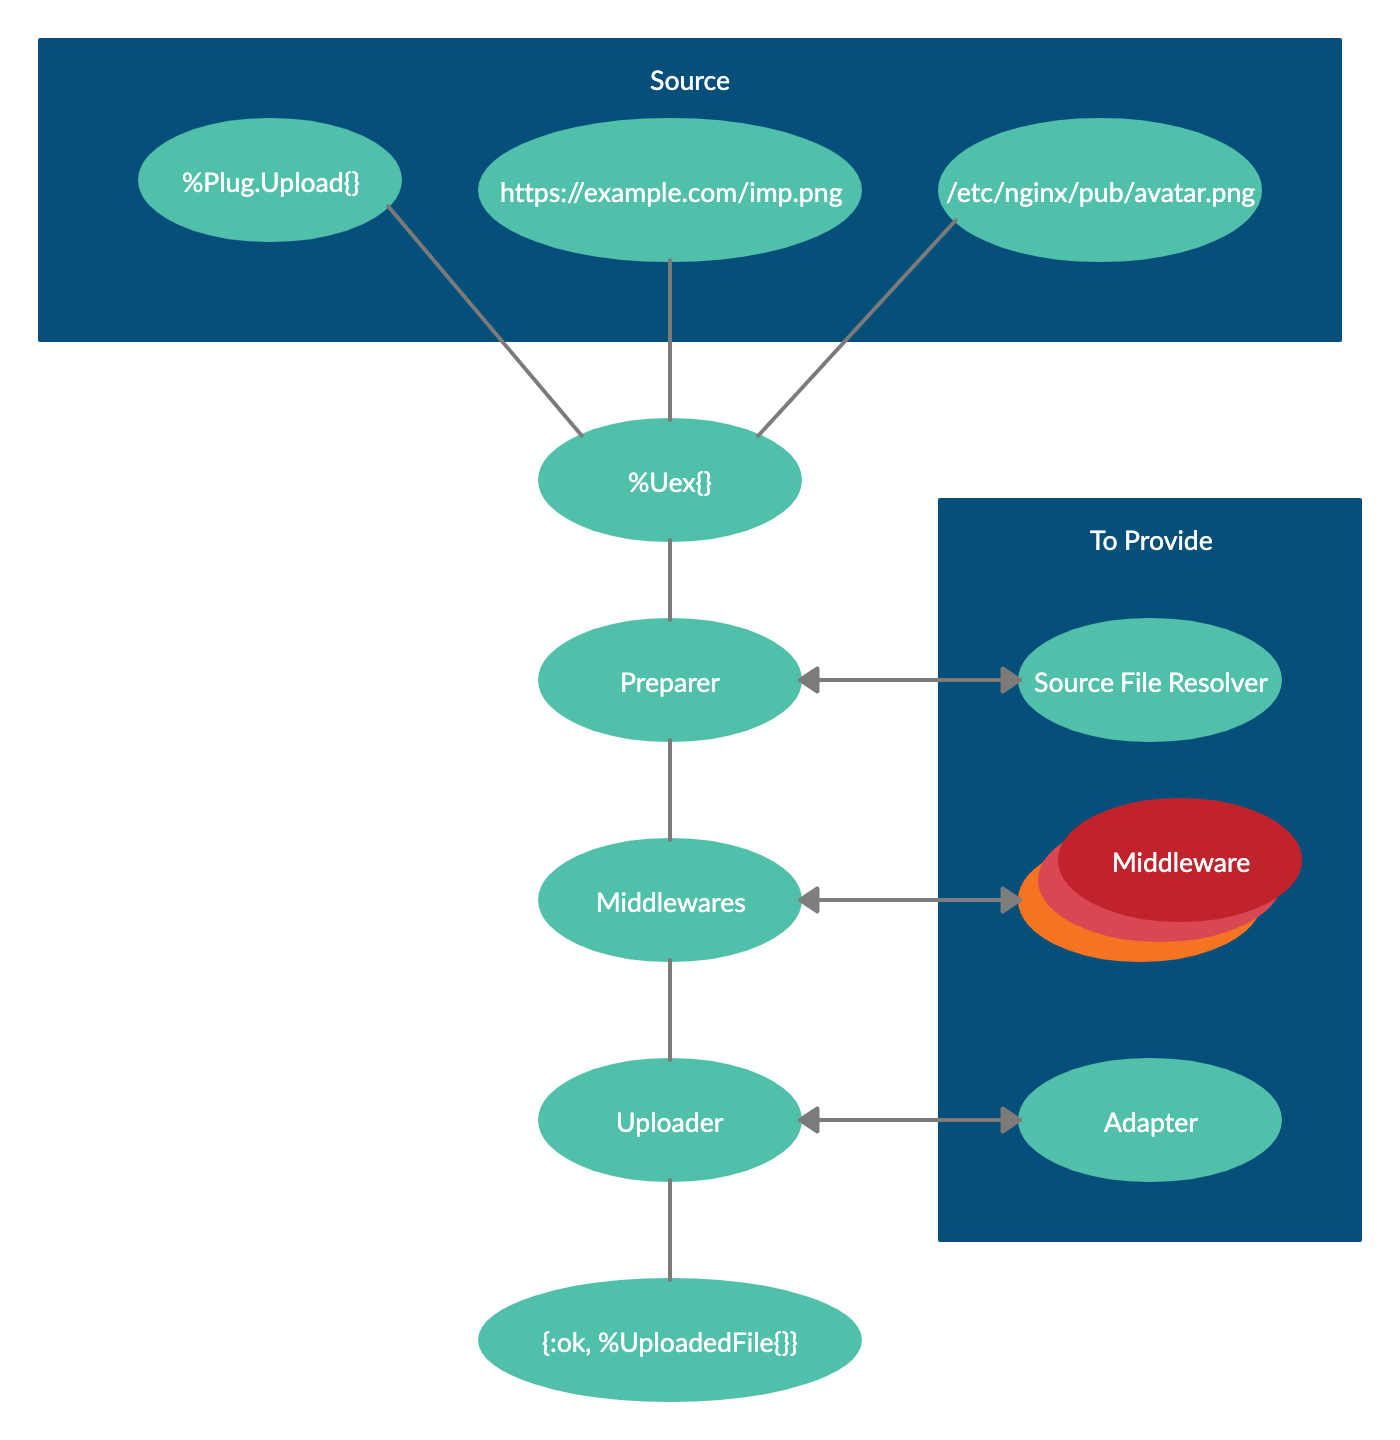 Source
%Plug.Upload{}
https://example.com/imp.png
/etc/nginx/pub/avatar.png
%Uex{}
To Provide
Preparer
Source File Resolver
Middleware
Middlewares
Uploader
Adapter
{:ok, %UploadedFile{}}